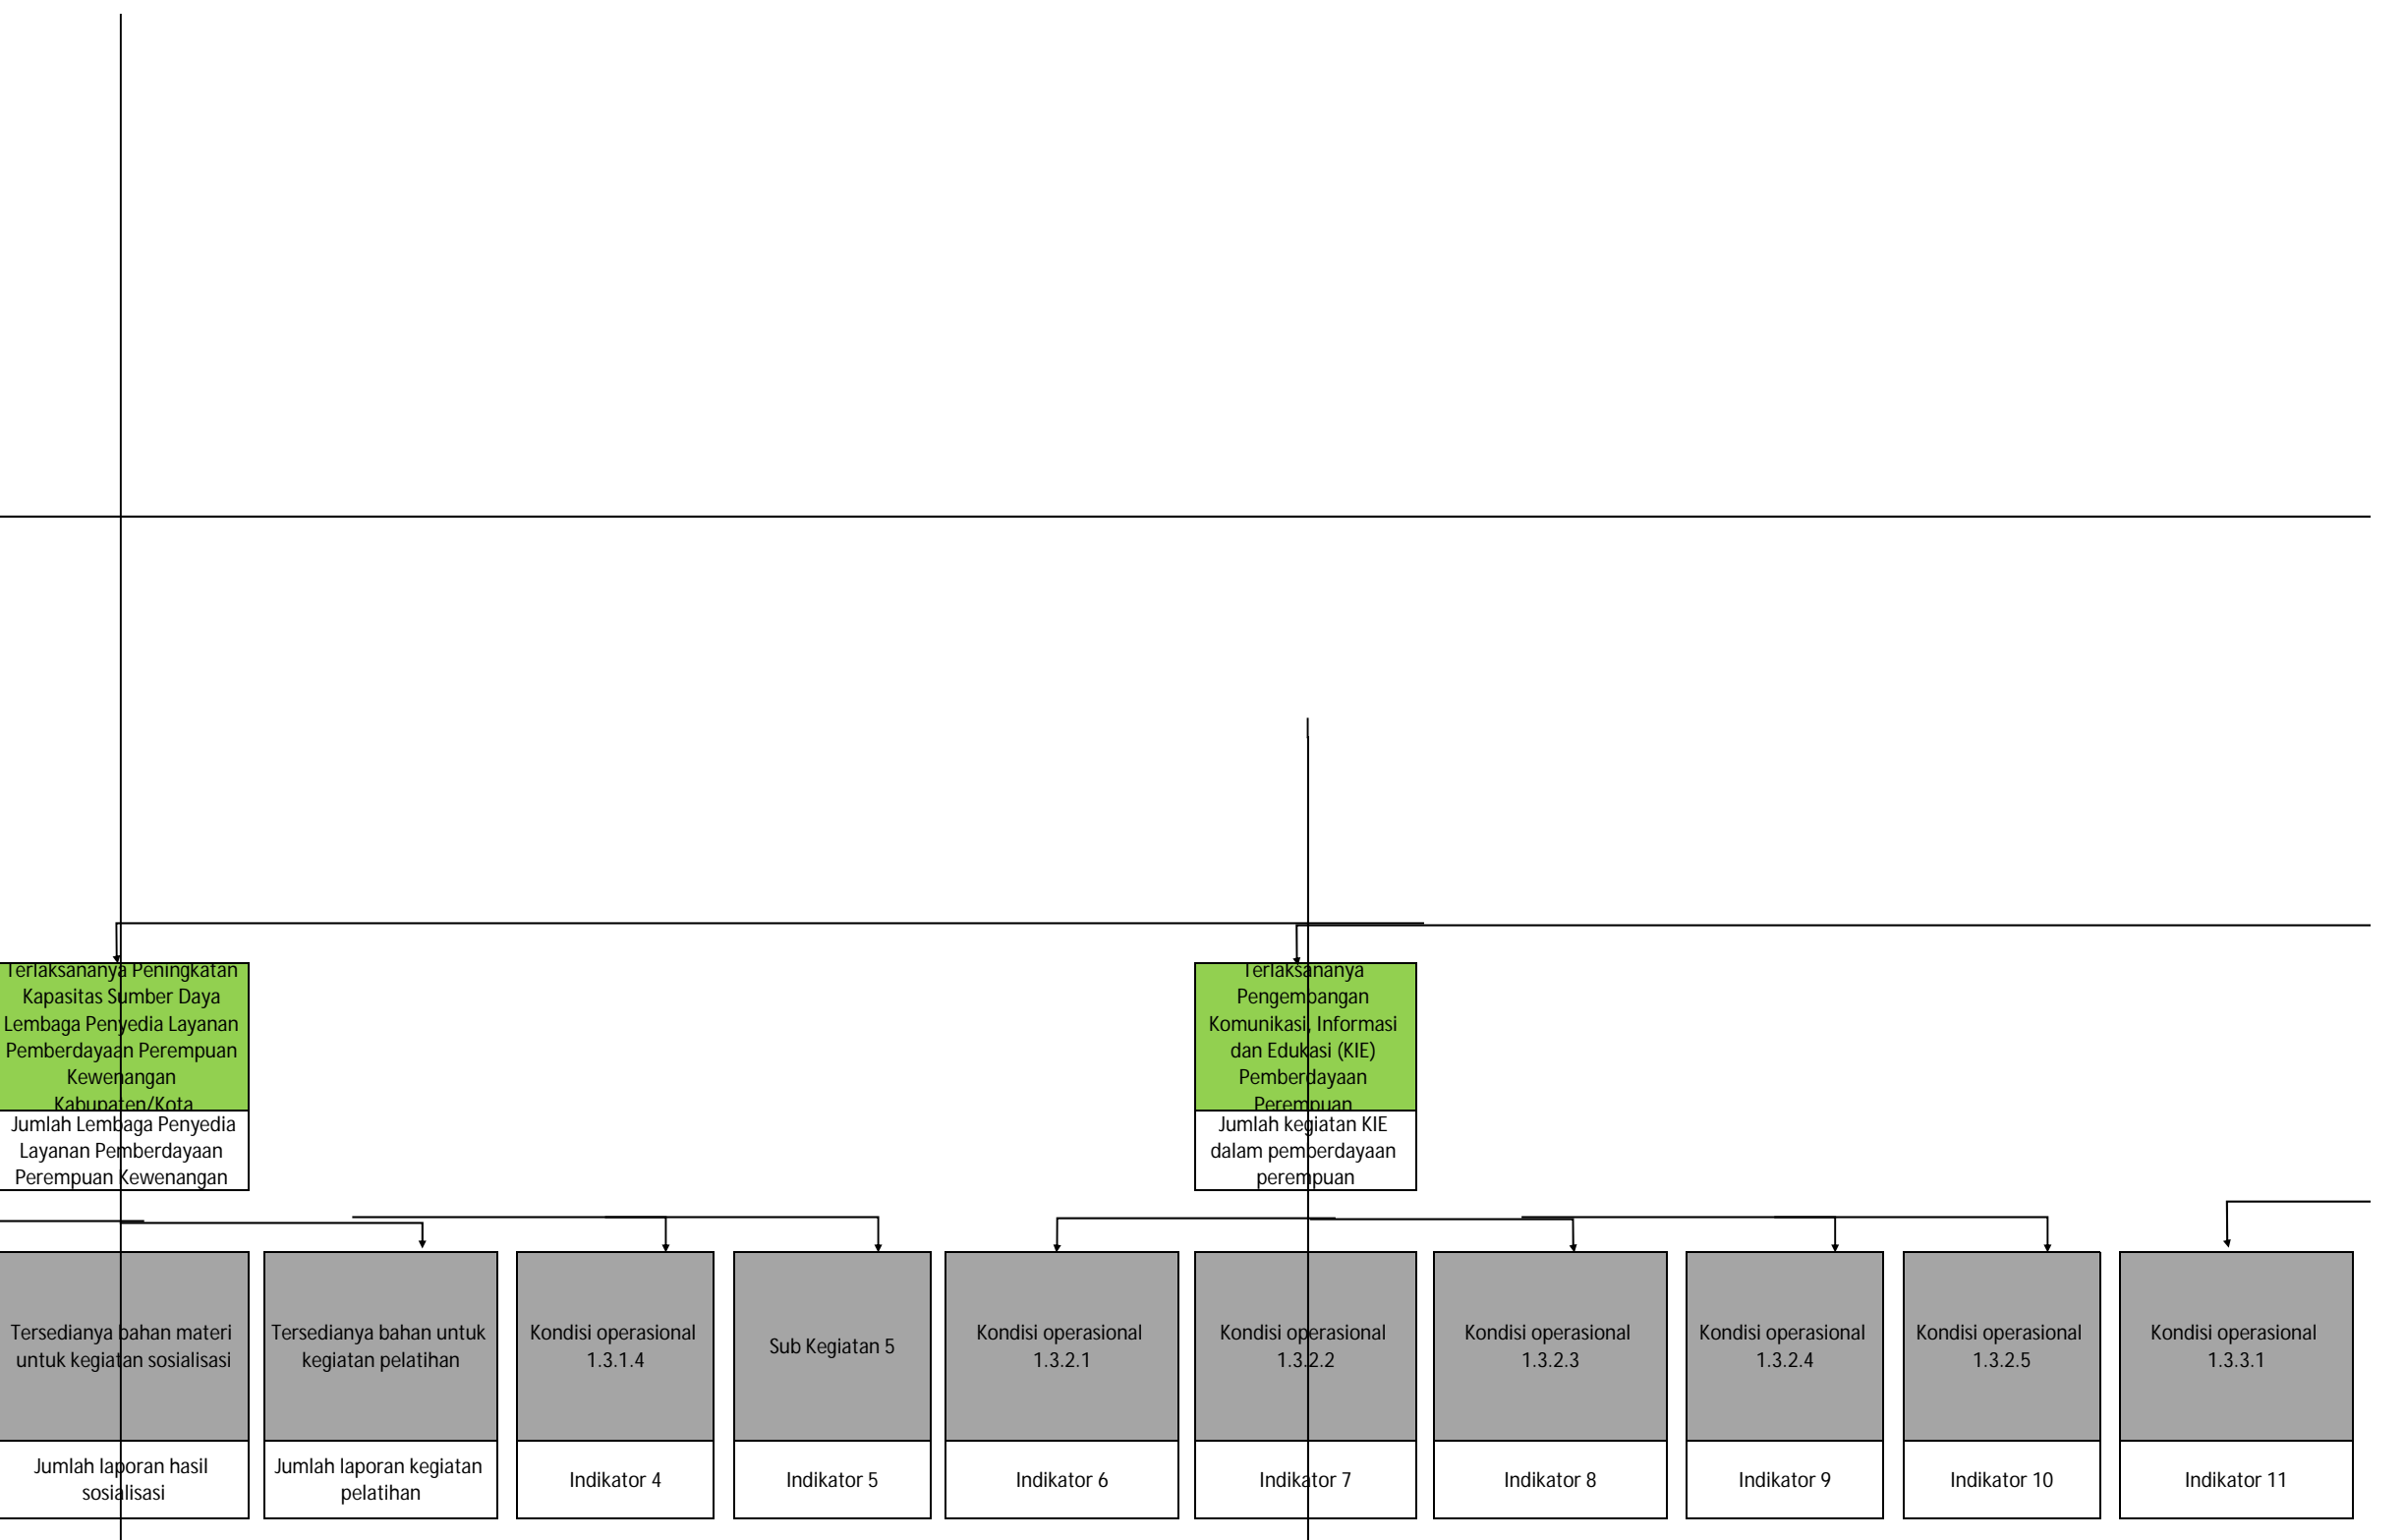 Terlaksananya Peningkatan
Kapasitas Sumber Daya
Lembaga Penyedia Layanan
Pemberdayaan Perempuan
Kewenangan
Kabupaten/Kota
Jumlah Lembaga Penyedia
Layanan Pemberdayaan
Perempuan Kewenangan
Terlaksananya
Pengembangan
Komunikasi, Informasi
dan Edukasi (KIE)
Pemberdayaan
Perempuan
Jumlah kegiatan KIE
dalam pemberdayaan
perempuan
Tersedianya bahan materi
untuk kegiatan sosialisasi
Jumlah laporan hasil
sosialisasi
Tersedianya bahan untuk
kegiatan pelatihan
Jumlah laporan kegiatan
pelatihan
Kondisi operasional
1.3.1.4
Indikator 4
Sub Kegiatan 5
Indikator 5
Kondisi operasional
1.3.2.1
Indikator 6
Kondisi operasional
1.3.2.2
Indikator 7
Kondisi operasional
1.3.2.3
Indikator 8
Kondisi operasional
1.3.2.4
Indikator 9
Kondisi operasional
1.3.2.5
Indikator 10
Kondisi operasional
1.3.3.1
Indikator 11